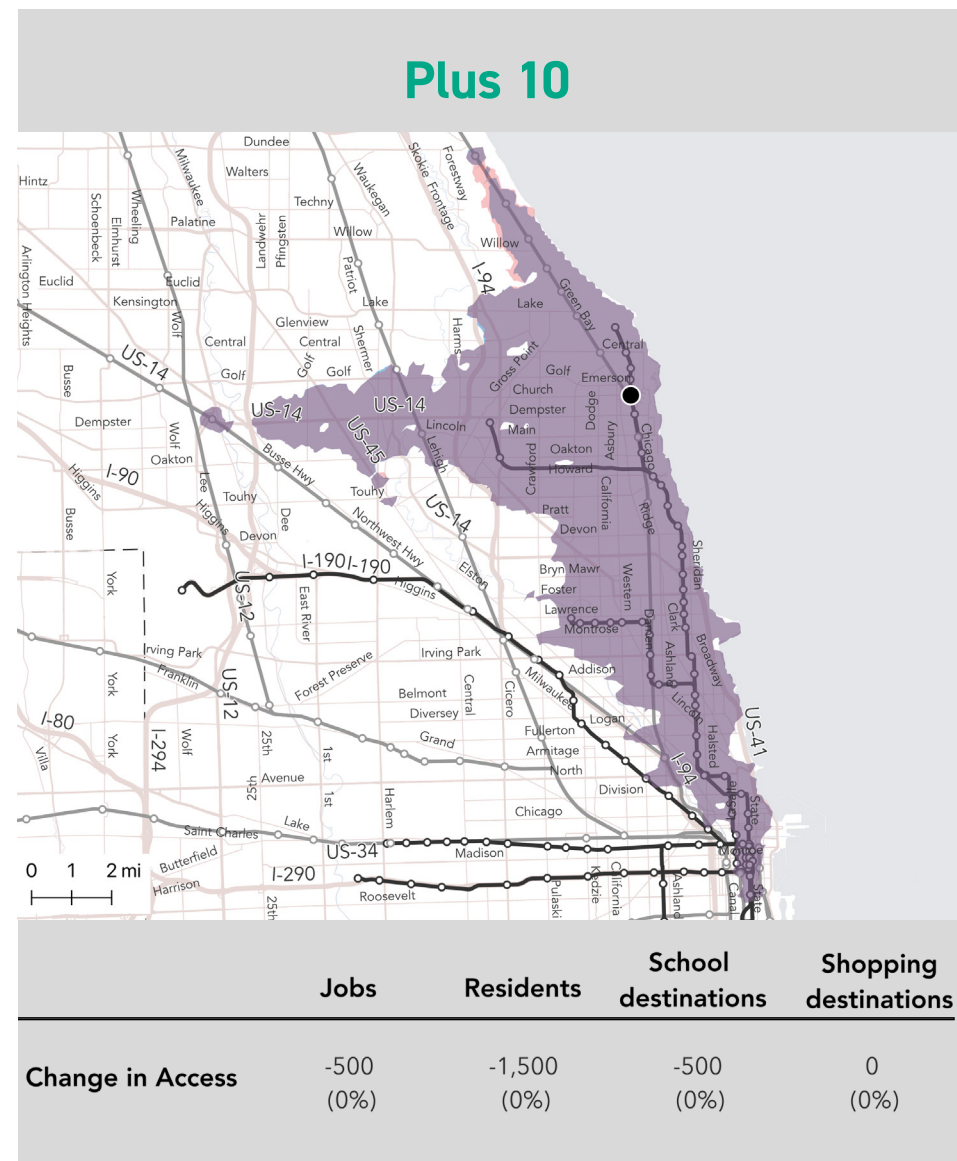 Plus 10
Dundee
Hintz
Schoenbeck
Elmhurst
Wheeling
Milwaukee
Palatine
Walters
Landwehr
Pfingsten
Techny
Willow
Waukegan
Skokie
Frontage
Forestway
Willow
I-94
Arlington Heights
Euclid
Euclid
Kensington
Wolf
Patriot
Lake
Lake
Green Bay
Glenview
Central
Central
Golf
Golf
Golf
Shermer
Harms
Gross Point
Central
Golf
Emerson
Church
Dempster
Dodge
Asbury
Chicago
US-14
US-14
US-14
US-45
Busse
Dempster
Wolf
Oakton
Lincoln
Lehigh
Main
Crawford
Oakton
Howard
California
Ridge
I-90
Higgins
Busse
Lee
Higgins
Touhy
Busse Hwy
Dee
Devon
Touhy
Northwest Hwy
US-14
Pratt
Devon
Sheridan
York
US-12
I-190
I-190
Higgins
East River
Elston
Bryn Mawr
Foster
Lawrence
Montrose
Western
Damen
Clark
Ashland
Broadway
Irving Park
Franklin
York
US-12
Forest Preserve
Irving Park
Addison
Milwaukee
Belmont
Diversey
Central
Cicero
Logan
Lincoln
Halsted
US-41
I-80
Villa
York
I-294
Wolf
25th
25th
Avenue
1st
1st
Grand
Fullerton
Armitage
North
I-94
Division
Harlem
Chicago
State
Saint Charles
Lake
US-34
Madison
Butterfield
Harrison
I-290
25th
Roosevelt
Pulaski
Kedzie
California
Ashland
Canal
State
0 1 2 mi
Jobs
Residents
School
destinations
Shopping
destinations
Change in Access
-500
(0%)
-1,500
(0%)
-500
(0%)
0
(0%)